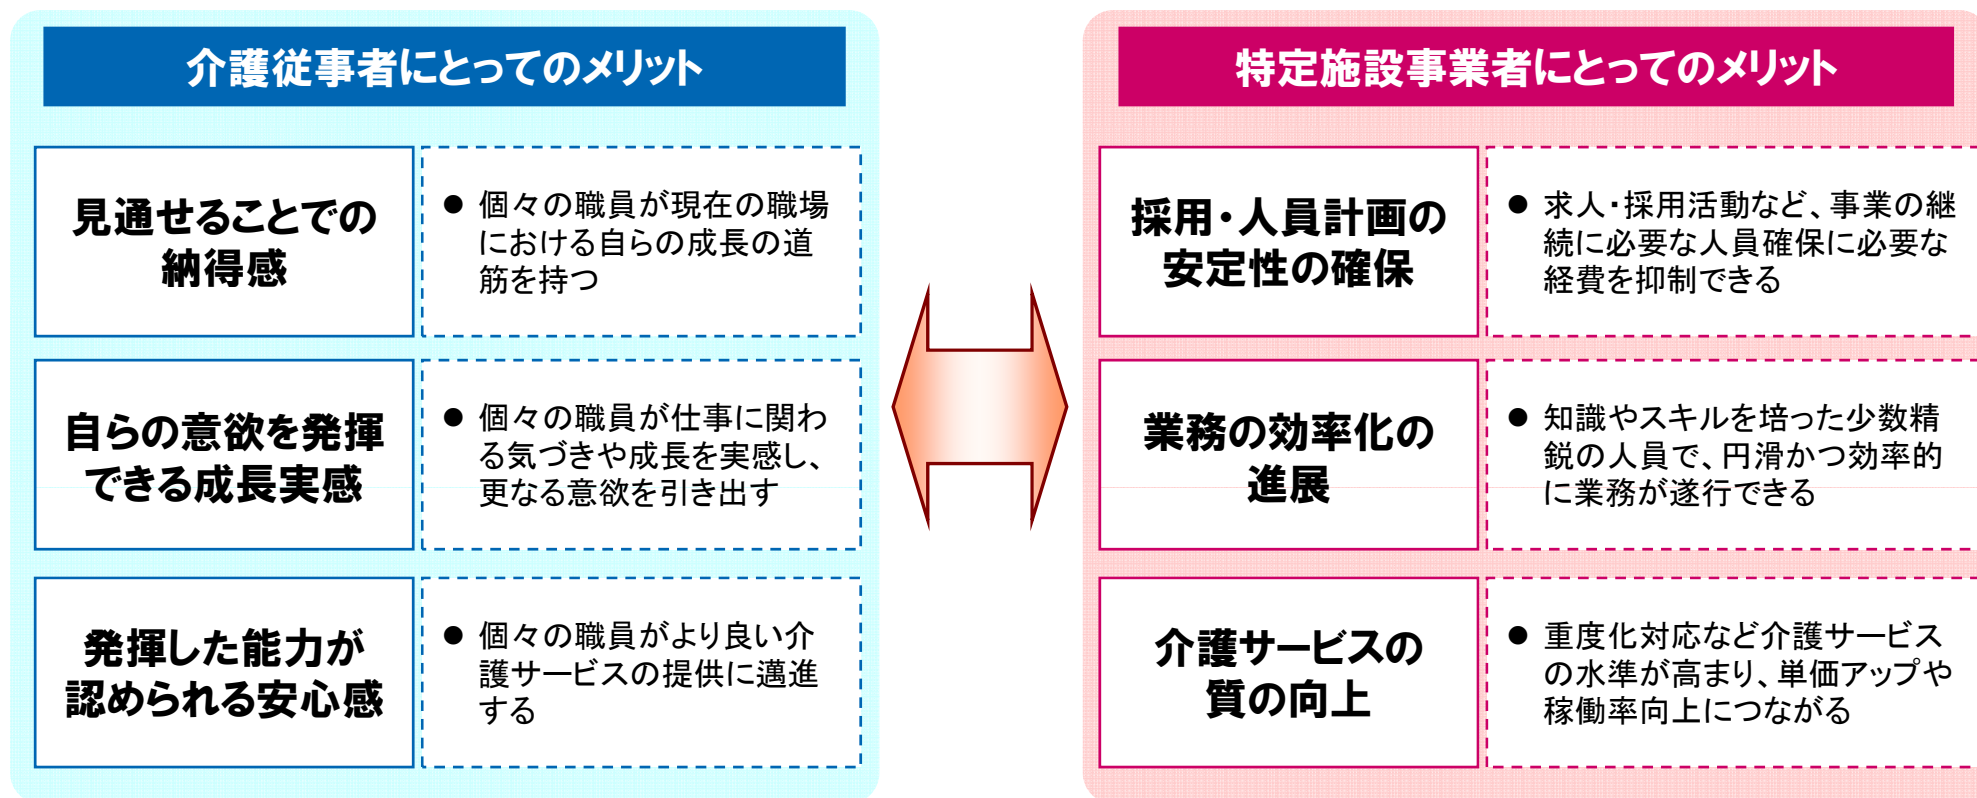 介護従事者にとってのメリット
見通せることでの
納得感
● 個々の職員が現在の職場
における自らの成長の道
筋を持つ
自らの意欲を発揮
できる成長実感
● 個々の職員が仕事に関わ
る気づきや成長を実感し、
更なる意欲を引き出す
発揮した能力が
認められる安心感
● 個々の職員がより良い介
護サービスの提供に邁進
する
特定施設事業者にとってのメリット
採用・人員計画の
安定性の確保
● 求人・採用活動など、事業の継
続に必要な人員確保に必要な
経費を抑制できる
業務の効率化の
進展
● 知識やスキルを培った少数精
鋭の人員で、円滑かつ効率的
に業務が遂行できる
介護サービスの
質の向上
● 重度化対応など介護サービス
の水準が高まり、単価アップや
稼働率向上につながる